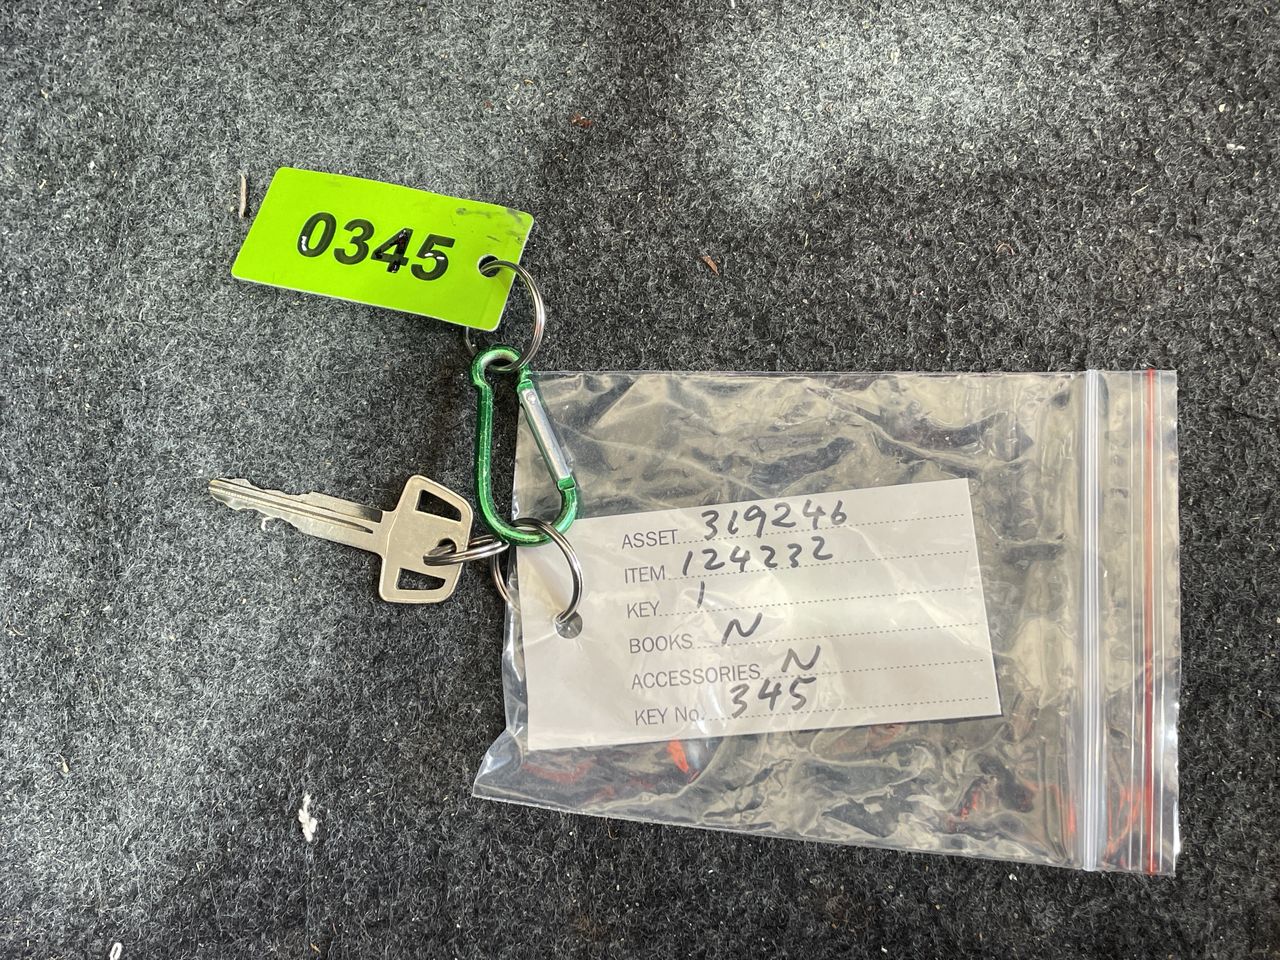 0345
ASSET 319246
ITEM 124232
KEY 1
BOOKS N
ACCESSORIES N
KEY No. 345